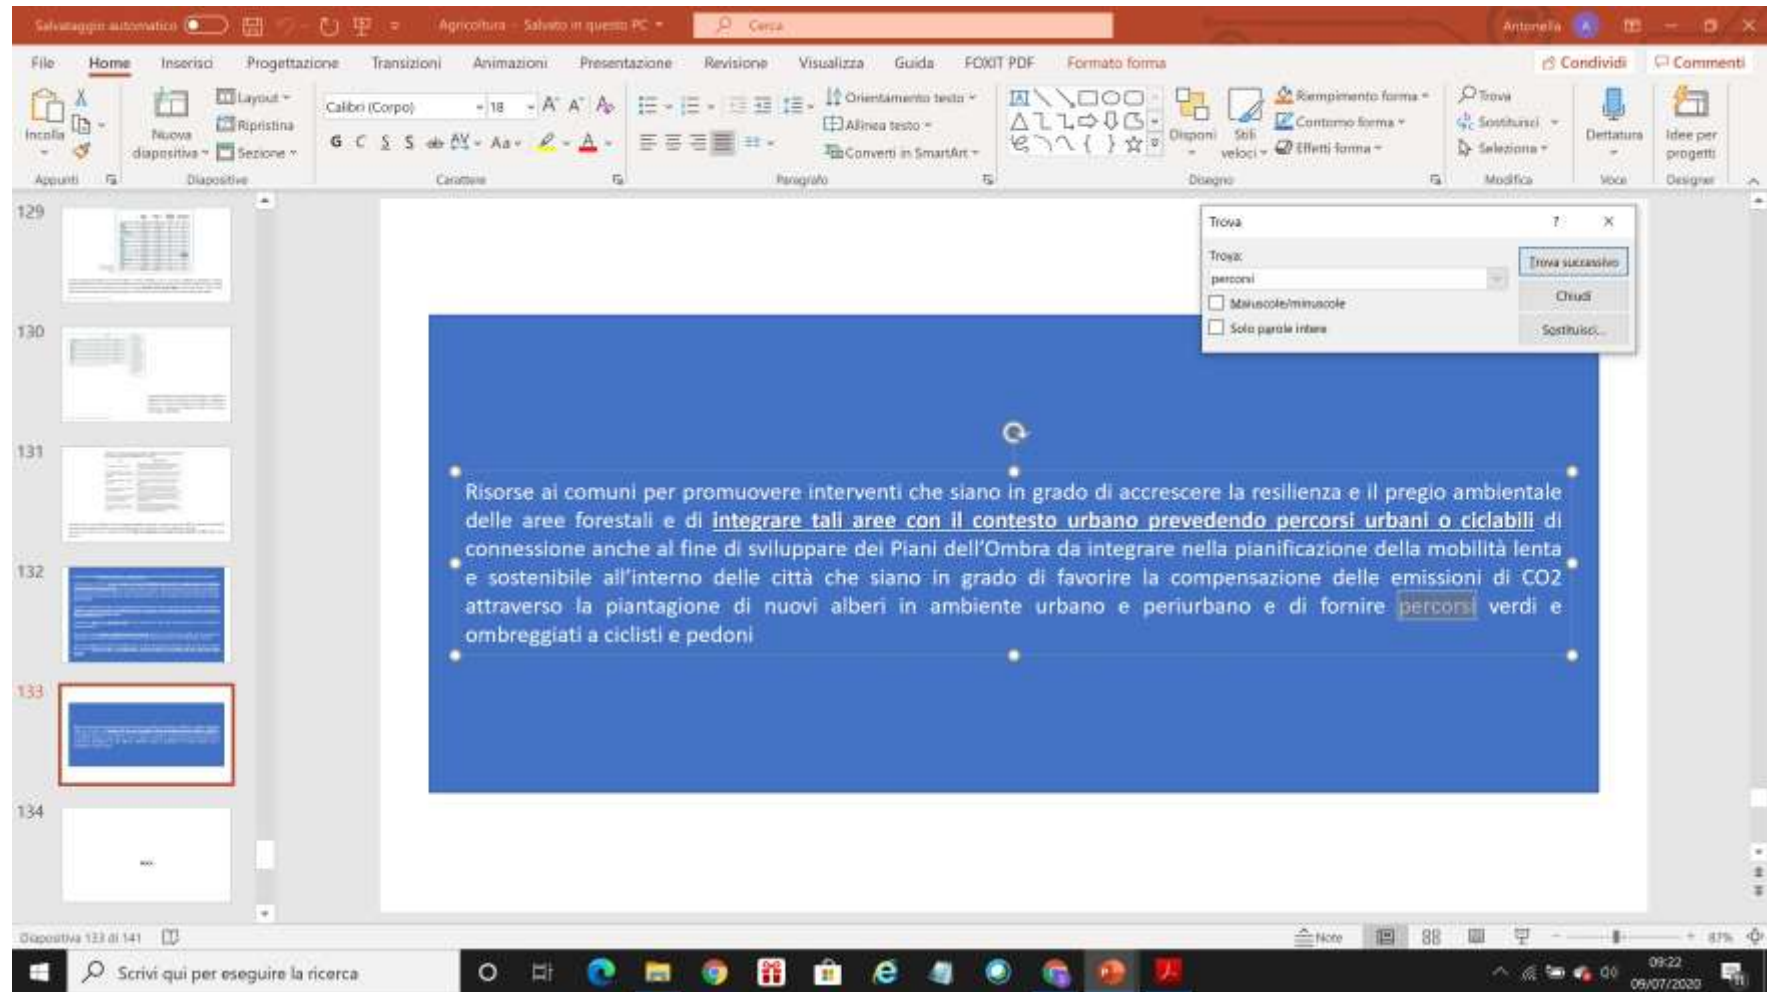 Salvataggio automatico
Agricoltura - Salvato in questo PC
Cerca
Antonella
A
File Home Inserisci Progettazione Transizioni Animazioni Presentazione Revisione Visualizza Guida FOXIT PDF Formato forma
Condividi Commenti
Incolla
Nuova
diapositiva
Layout
Ripristina
Sezione
Calibri (Corpo) 18
G C S S ab AV Aa A
Orientamento testo
Allinea testo
Converti in SmartArt
Disponi
Stili
veloci
Riempimento forma
Contorno forma
Effetti forma
Trova
Sostituisci
Seleziona
Dettatura
Idee per
progetti
Appunti Diapositive Carattere Paragrafo Disegno Modifica Voce Designer
129
130
131
132
133
134
Trova ? ×
Trova:
percorsi
Maiuscole/minuscole
Solo parole intere
Trova successivo
Chiudi
Sostituisci...
Risorse ai comuni per promuovere interventi che siano in grado di accrescere la resilienza e il pregio ambientale
delle aree forestali e di integrare tali aree con il contesto urbano prevedendo percorsi urbani o ciclabili di
connessione anche al fine di sviluppare dei Piani dell'Ombra da integrare nella pianificazione della mobilità lenta
e sostenibile all'interno delle città che siano in grado di favorire la compensazione delle emissioni di CO2
attraverso la piantagione di nuovi alberi in ambiente urbano e periurbano e di fornire percorsi verdi e
ombreggiati a ciclisti e pedoni
Diapositiva 133 di 141
Note
87%
Scrivi qui per eseguire la ricerca
09:22
09/07/2020